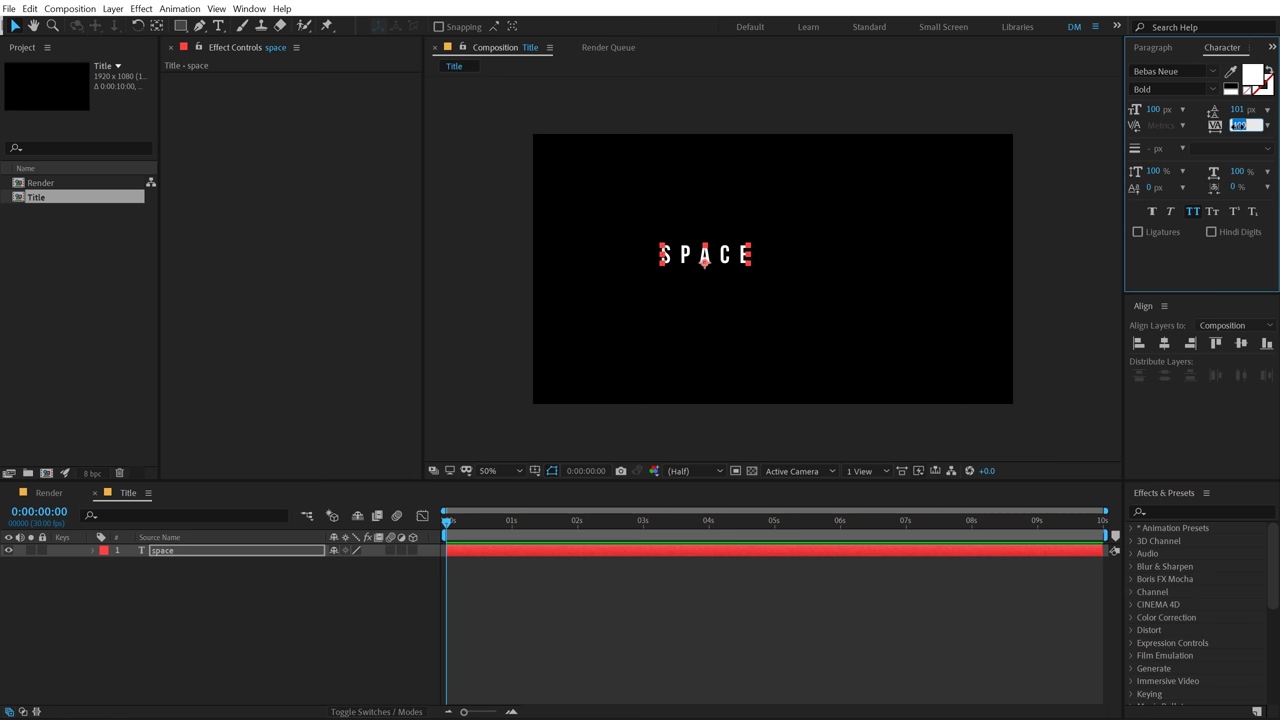 File Edit Composition Layer Effect Animation View Window Help
Snapping
Default Learn Standard Small Screen Libraries DM »
Search Help
Project
Effect Controls space
Composition Title
Render Queue
Paragraph Character
Title
1920 x 1080 (1...
Δ 0:00:10:00, ...
Title - space
Title
Bebas Neue
Bold
100 px
101 px
Metrics
- px
100 %
100 %
0 px
0 %
Ligatures
Hindi Digits
Name
Render
Title
SPACE
Align
Align Layers to: Composition
Distribute Layers:
8 bpc
50%
0:00:00:00
(Half)
Active Camera
1 View
+0.0
Render
Title
Effects & Presets
0:00:00:00
00000 (30.00 fps)
01s 02s 03s 04s 05s 06s 07s 08s 09s 10s
Keys
#
Source Name
1 T space
* Animation Presets
3D Channel
Audio
Blur & Sharpen
Boris FX Mocha
Channel
CINEMA 4D
Color Correction
Distort
Expression Controls
Film Emulation
Generate
Immersive Video
Keying
Toggle Switches / Modes